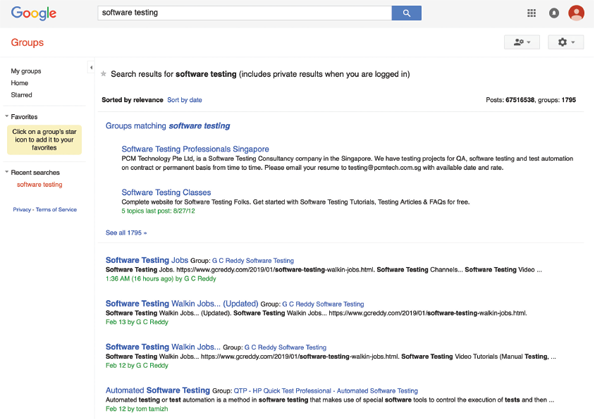 Google
software testing
Groups
My groups
Home
Starred
Favorites
Click on a group's star
icon to add it to your
favorites
Recent searches
software testing
Privacy - Terms of Service
Search results for software testing (includes private results when you are logged in)
Sorted by relevance Sort by date
Posts: 67516538, groups: 1795
Groups matching software testing
Software Testing Professionals Singapore
PCM Technology Pte Ltd, is a Software Testing Consultancy company in the Singapore. We have testing projects for QA, software testing and test automation
on contract or permanent basis from time to time. Please email your resume to testing@pcmtech.com.sg with available date and rate.
Software Testing Classes
Complete website for Software Testing Folks. Get started with Software Testing Tutorials, Testing Articles & FAQs for free.
5 topics last post: 8/27/12
See all 1795 »
Software Testing Jobs Group: G C Reddy Software Testing
Software Testing Jobs. https://www.gcreddy.com/2019/01/software-testing-walkin-jobs.html. Software Testing Channels... Software Testing Video ...
1:36 AM (16 hours ago) by G C Reddy
Software Testing Walkin Jobs... (Updated) Group: G C Reddy Software Testing
Software Testing Walkin Jobs... (Updated). Software Testing Walkin Jobs... https://www.gcreddy.com/2019/01/software-testing-walkin-jobs.html.
Feb 13 by G C Reddy
Software Testing Walkin Jobs... Group: G C Reddy Software Testing
Software Testing Walkin Jobs... https://www.gcreddy.com/2019/01/software-testing-walkin-jobs.html. Software Testing Video Tutorials (Manual Testing, ...
Feb 12 by G C Reddy
Automated Software Testing Group: QTP - HP Quick Test Professional - Automated Software Testing
Automated testing or test automation is a method in software testing that makes use of special software tools to control the execution of tests and then ...
Feb 12 by tom tamizh